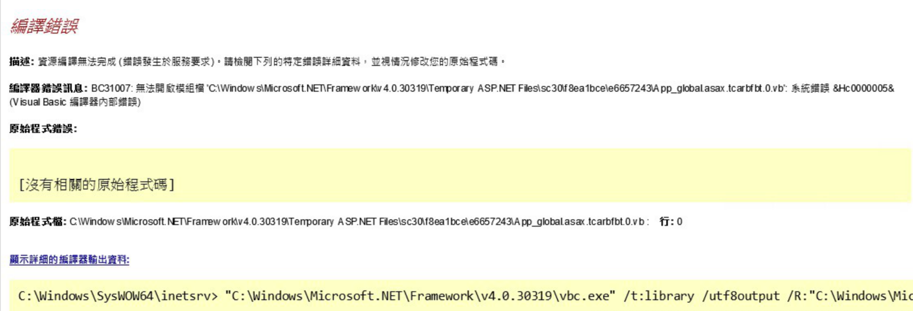 編譯錯誤
描述: 資源編譯無法完成 (錯誤發生於服務要求)。請檢閱下列的特定錯誤詳細資料，並視情況修改您的原始程式碼。
編譯器錯誤訊息: BC31007: 無法開啟模組檔 'C:\Windows\Microsoft.NET\Framework\v4.0.30319\Temporary ASP.NET Files\sc30\f8ea1bce\e6657243\App_global.asax.tcarbfbt.0.vb': 系統錯誤 &Hc0000005&
(Visual Basic 編譯器內部錯誤)
原始程式錯誤:
[沒有相關的原始程式碼]
原始程式檔: C:\Windows\Microsoft.NET\Framework\v4.0.30319\Temporary ASP.NET Files\sc30\f8ea1bce\e6657243\App_global.asax.tcarbfbt.0.vb : 行: 0
顯示詳細的編譯器輸出資料:
C:\Windows\SysWOW64\inetsrv> "C:\Windows\Microsoft.NET\Framework\v4.0.30319\vbc.exe" /t:library /utf8output /R:"C:\Windows\Mic